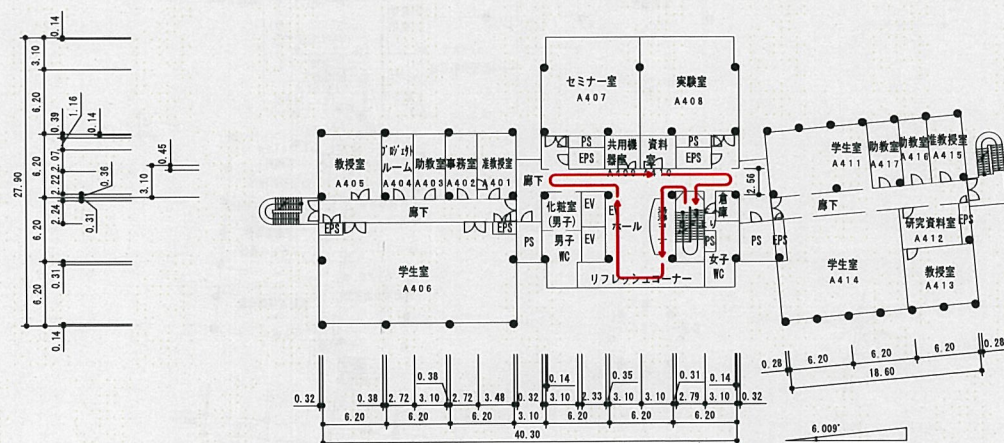 0.14
3.10
6.20
1.16
0.39
0.14
2.07
6.20
2.22
0.36
0.45
3.10
27.90
2.24
0.31
6.20
0.31
6.20
0.14
セミナー室
A407
実験室
A408
PS
EPS
共用機
器室
資料
室
PS
EPS
教授室
A405
ルーム
A404
助教室
A403
事務室
A402
准教授室
A401
廊下
2.56
廊下
EPS
EPS
PS
化粧室
(男子)
男子
WC
EV
EV
ホール
倉
庫
PS
女子
WC
リフレッシュコーナー
学生室
A406
学生室
A411
助教室
A417
助教室
A416
准教授室
A415
廊下
PS
EPS
研究資料室
A412
EPS
学生室
A414
教授室
A413
0.28
6.20
6.20
6.20
0.28
18.60
0.38
0.14
0.35
0.31
0.14
0.32
0.38
2.72
3.10
2.72
3.48
0.32
3.10
2.33
3.10
3.10
2.79
3.10
0.32
6.20
6.20
6.20
3.10
6.20
6.20
6.20
40.30
6.009°